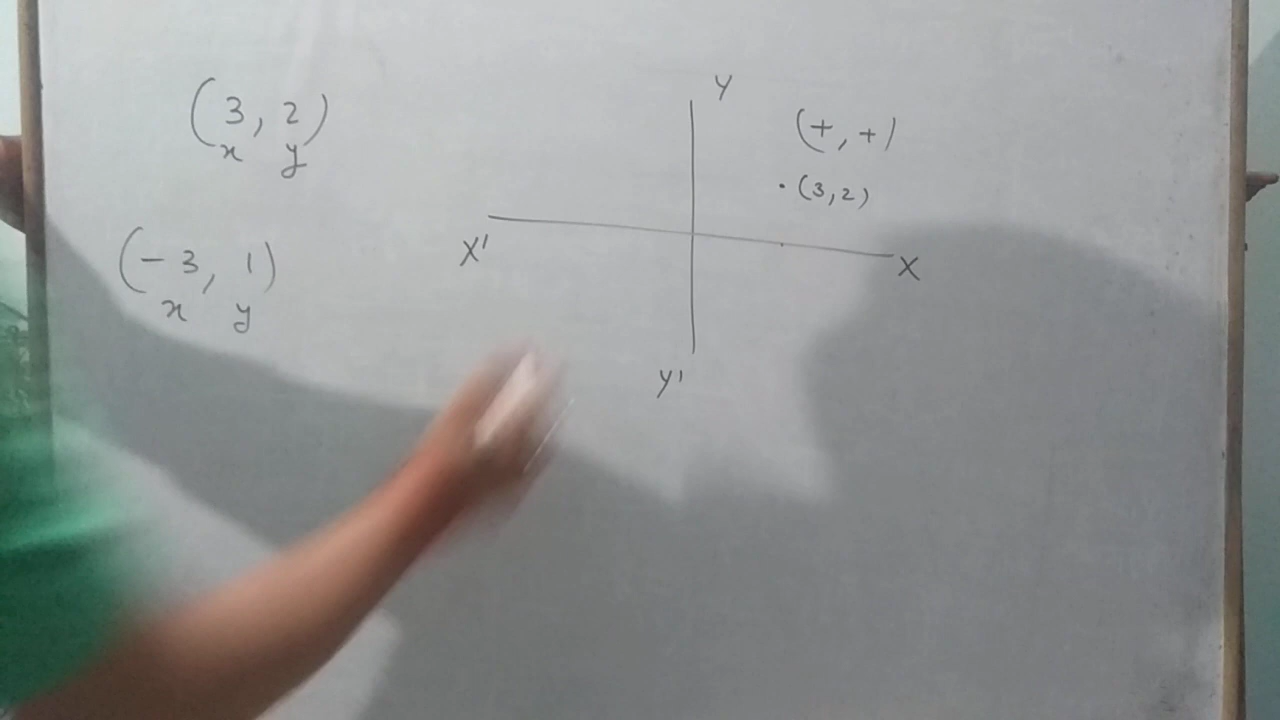 (3, 2)
x y
(-3, 1)
x y
Y
(+, +)
(3,2)
X'
X
Y'